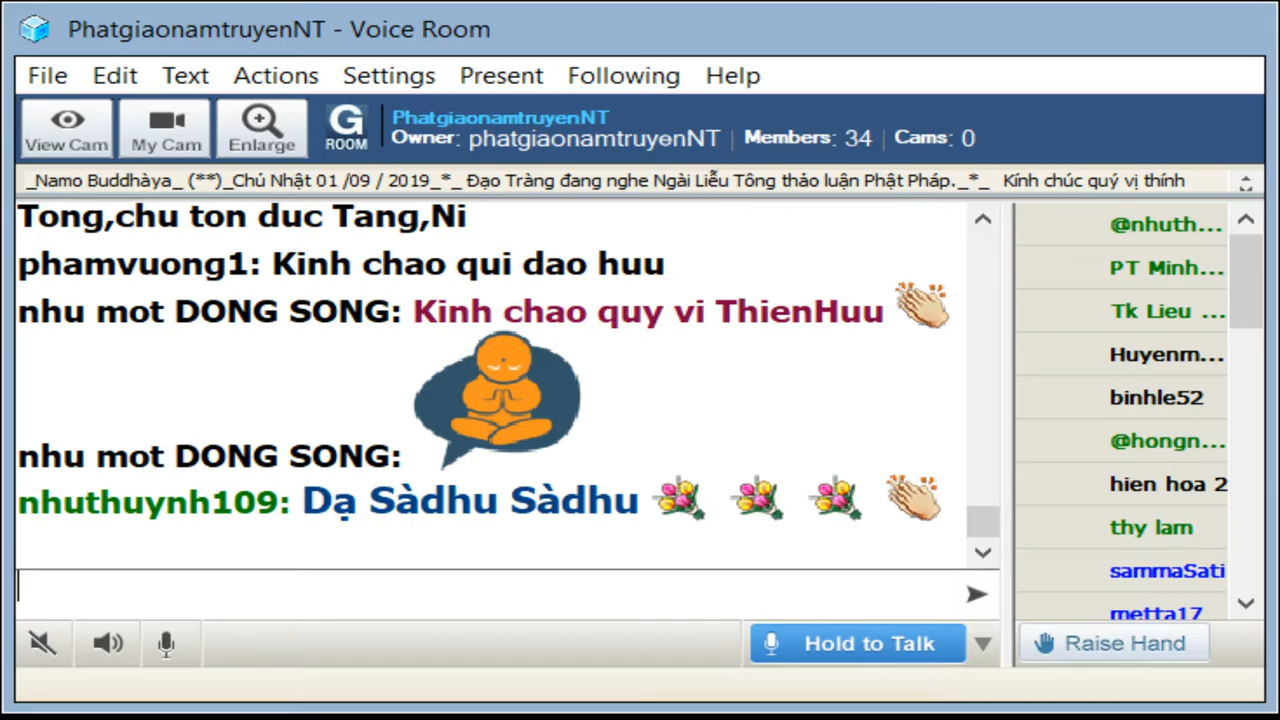 PhatgiaonamtruyenNT - Voice Room
File Edit Text Actions Settings Present Following Help
View Cam My Cam Enlarge G ROOM
PhatgiaonamtruyenNT
Owner: phatgiaonamtruyenNT | Members: 34 | Cams: 0
_Namo Buddhàya_ (**)_Chủ Nhật 01 /09 / 2019_*_ Đạo Tràng đang nghe Ngài Liễu Tông thảo luận Phật Pháp._*_ Kính chúc quý vị thính
Tong,chu ton duc Tang,Ni
phamvuong1: Kinh chao qui dao huu
nhu mot DONG SONG: Kinh chao quy vi ThienHuu
nhu mot DONG SONG:
nhuthuynh109: Dạ Sàdhu Sàdhu
@nhuth...
PT Minh...
Tk Lieu ...
Huyenm...
binhle52
@hongn...
hien hoa 2
thy lam
sammaSati
metta17
Hold to Talk
Raise Hand